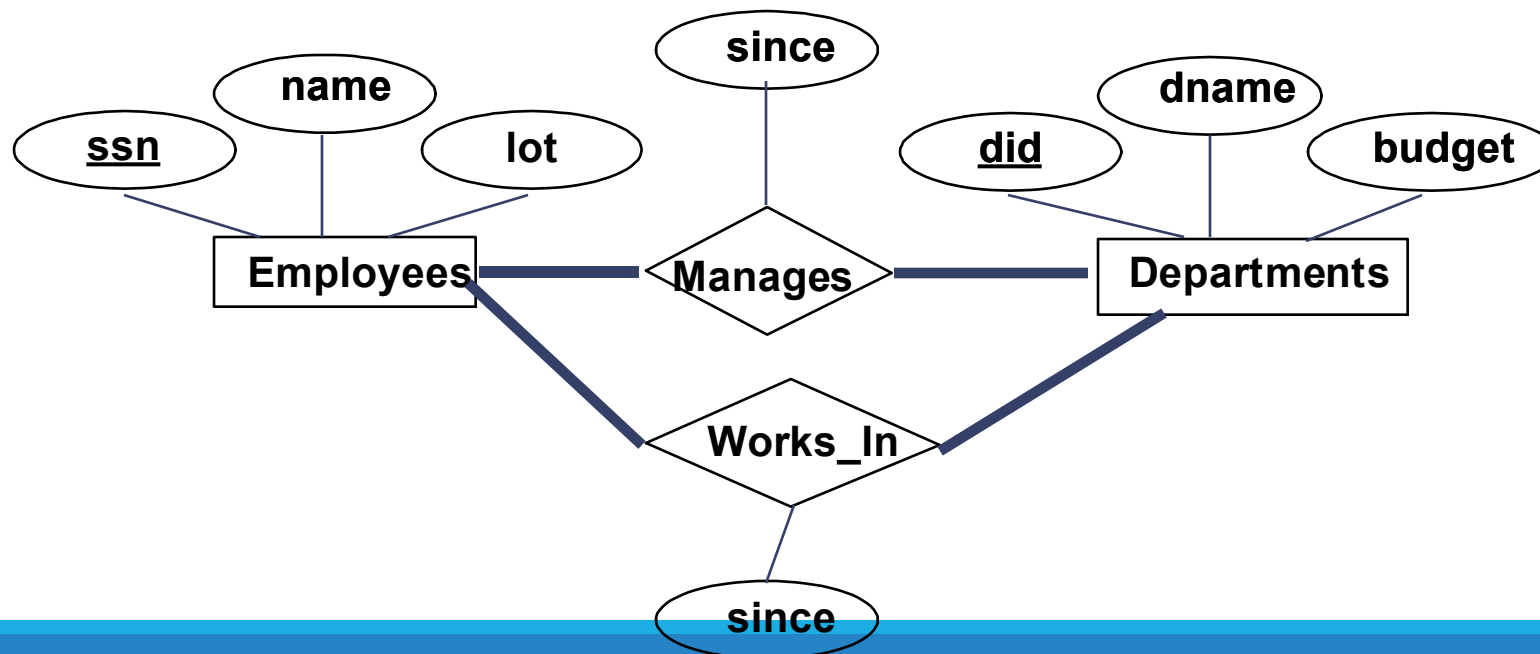 since
name
dname
ssn
lot
did
budget
Employees
Manages
Departments
Works_In
since